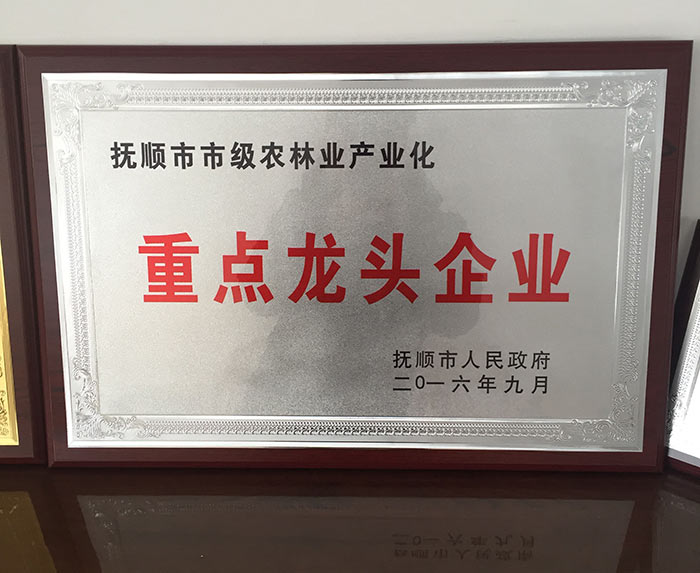 抚顺市市级农林业产业化
重点龙头企业
抚顺市人民政府
二0一六年九月